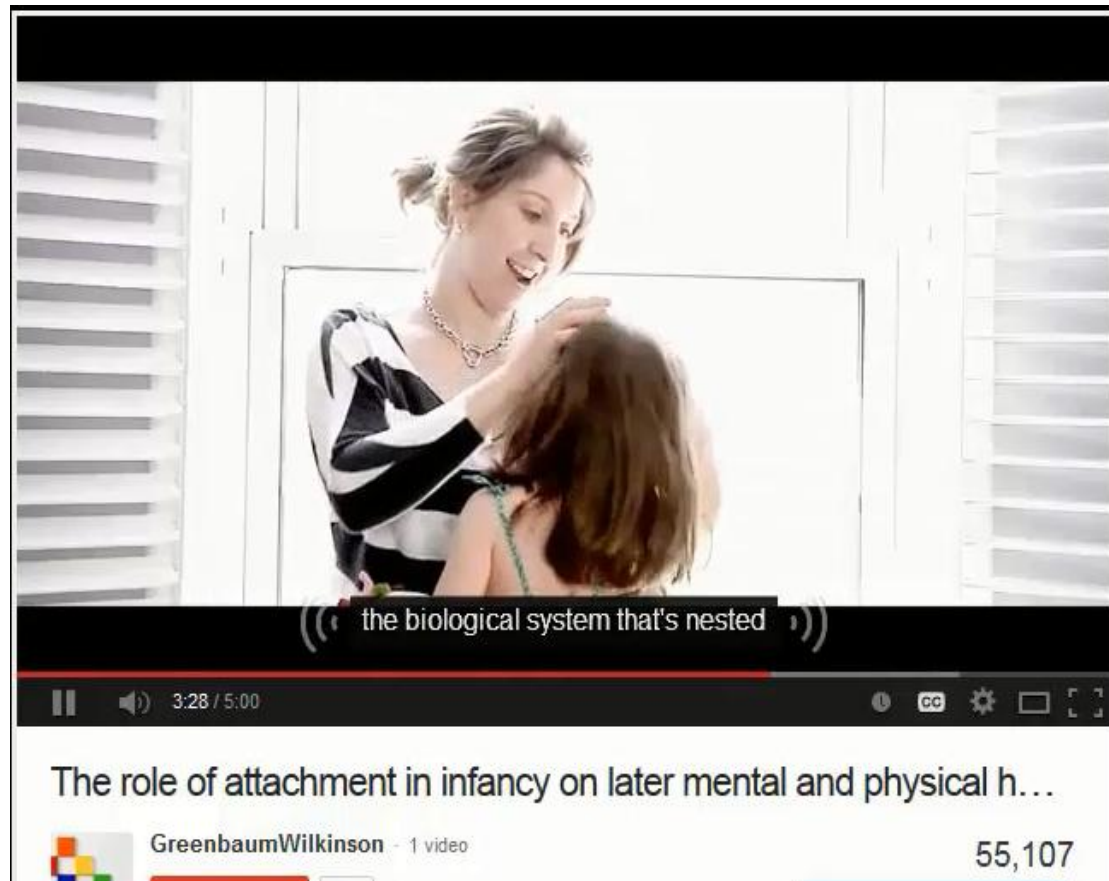 the biological system that's nested
3:28 / 5:00
CC
The role of attachment in infancy on later mental and physical h...
GreenbaumWilkinson · 1 video
55,107